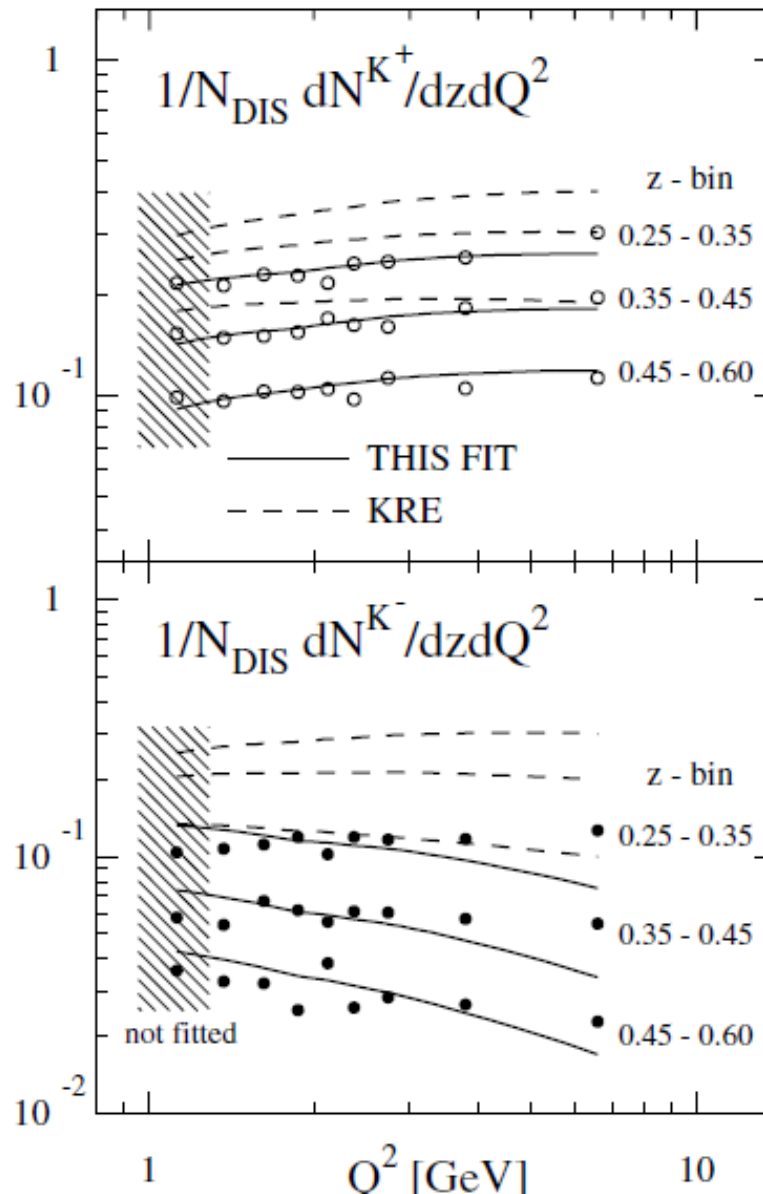 1
1/N_DIS dN^K+/dzdQ^2
z - bin
0.25 - 0.35
0.35 - 0.45
10^-1
0.45 - 0.60
THIS FIT
KRE
1
1/N_DIS dN^K-/dzdQ^2
z - bin
10^-1
0.25 - 0.35
0.35 - 0.45
not fitted
0.45 - 0.60
10^-2
1
10
Q^2 [GeV]